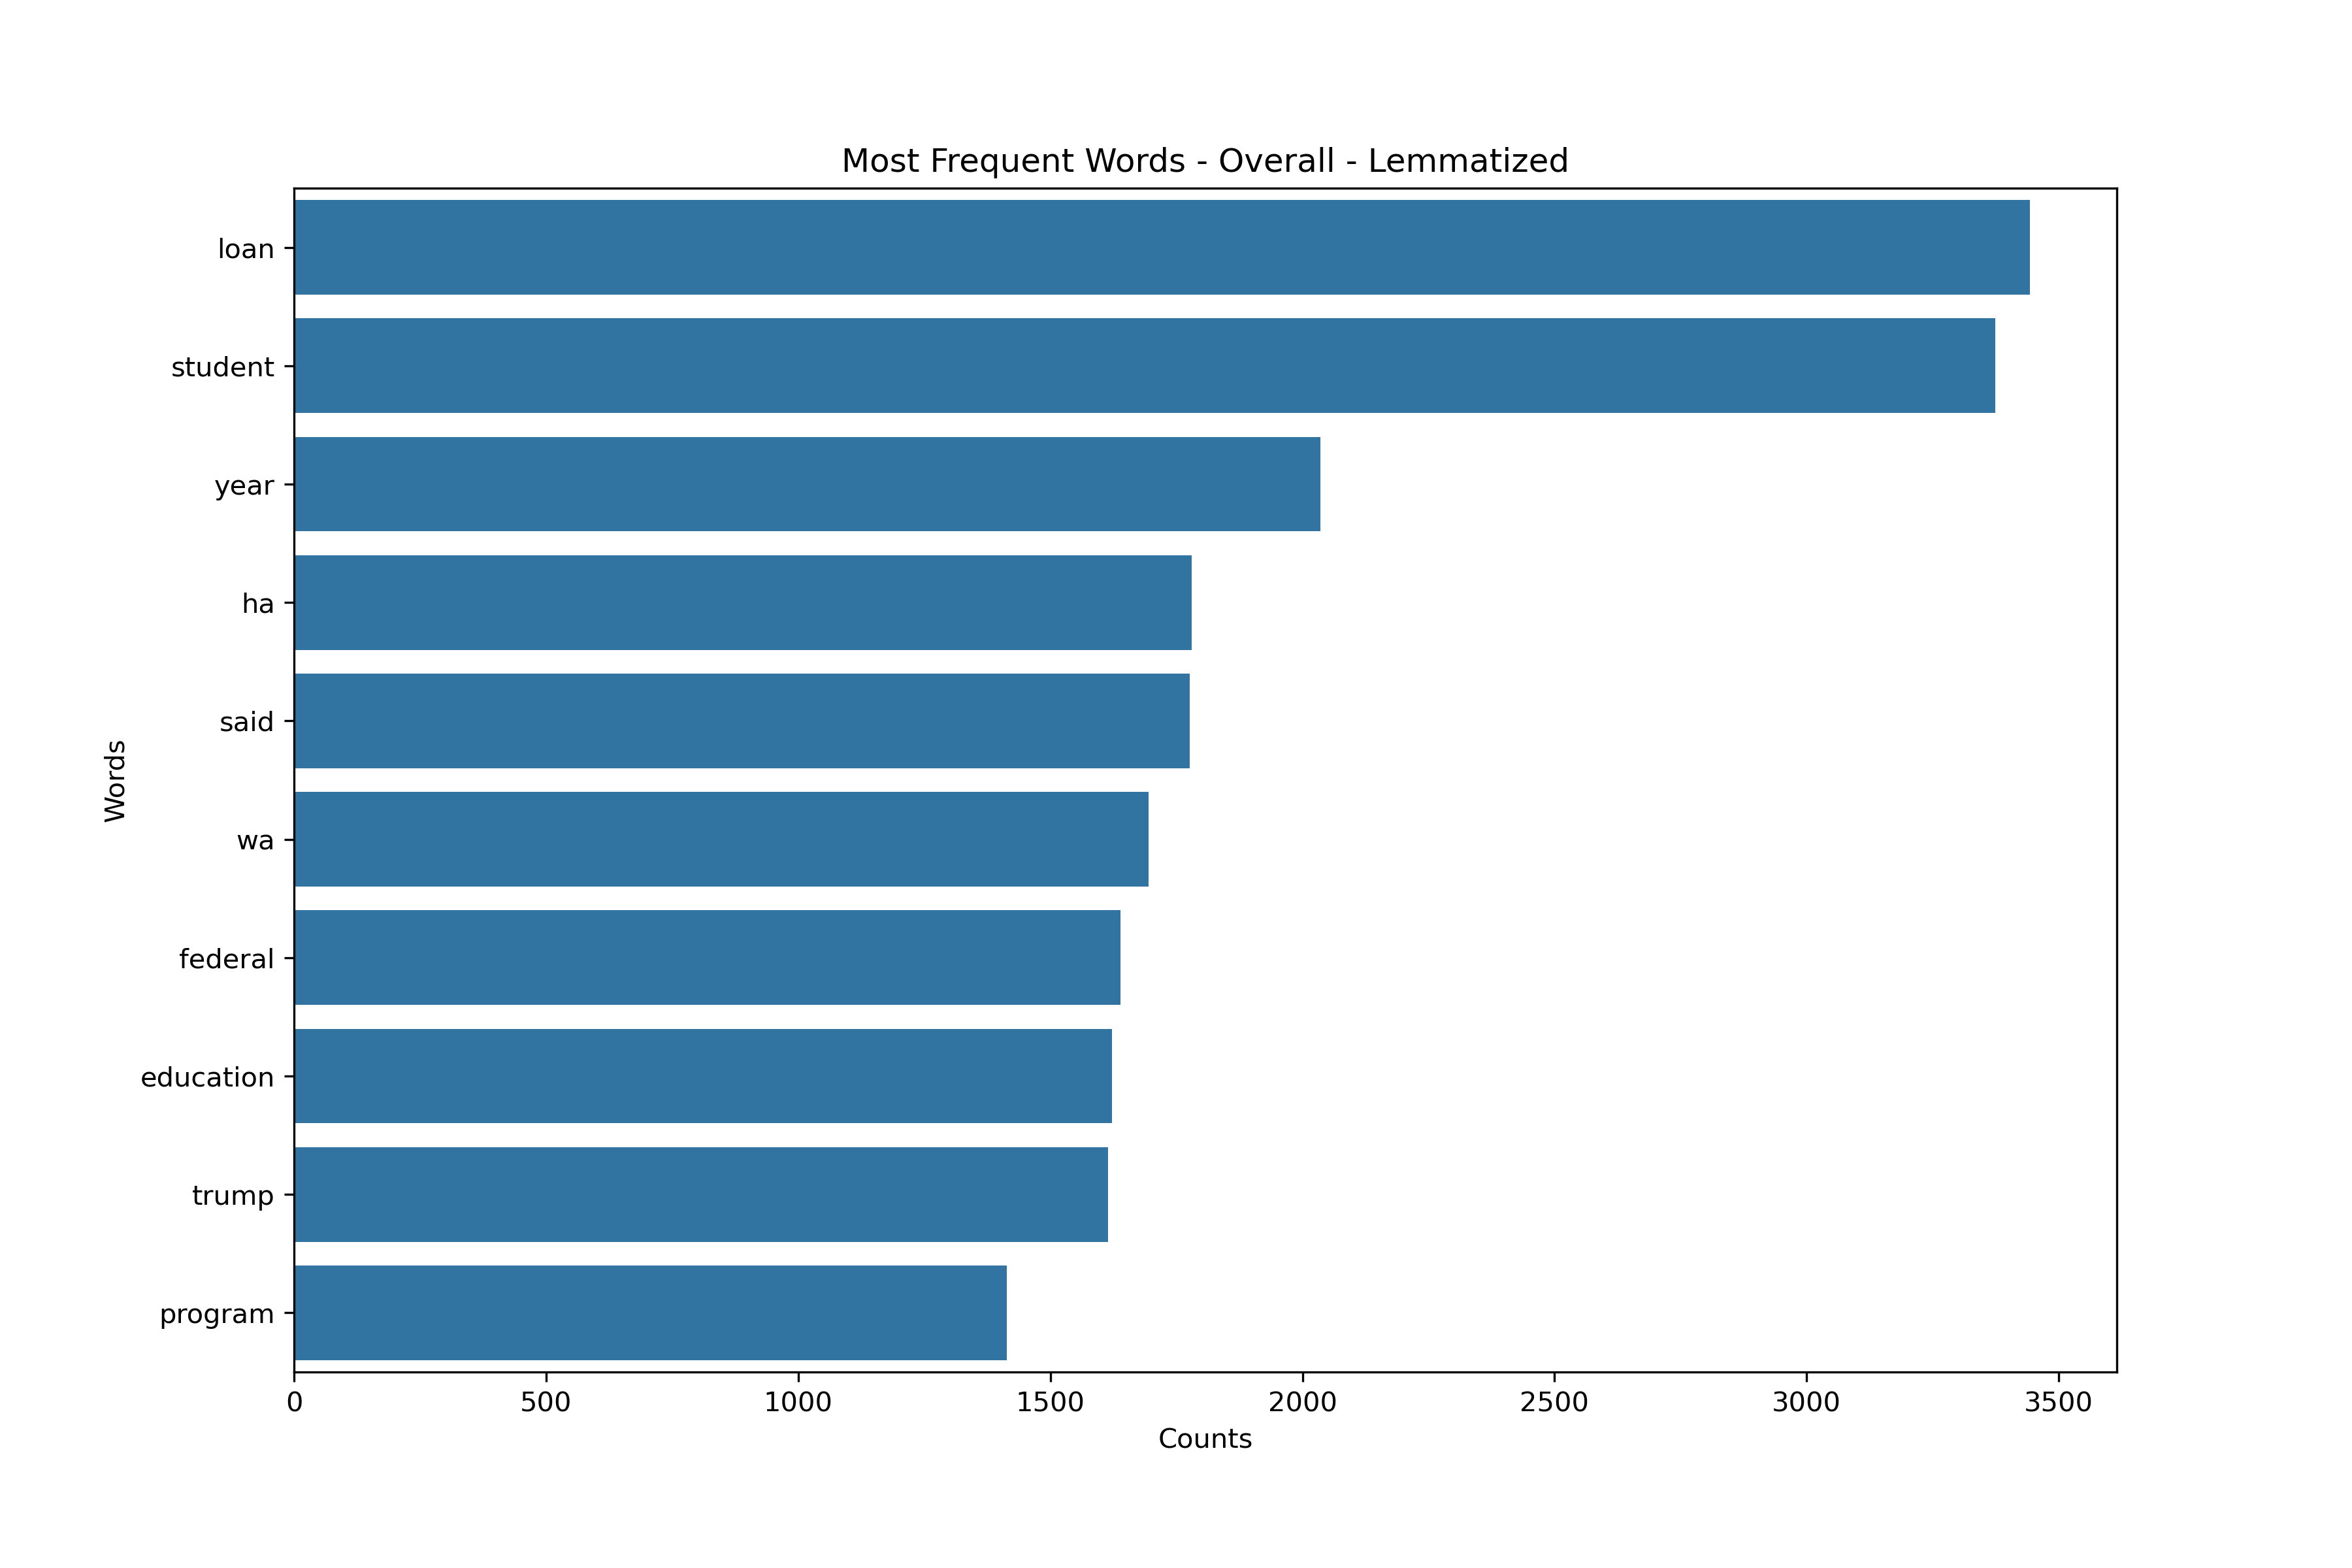 Most Frequent Words - Overall - Lemmatized
loan
student
year
ha
said
wa
federal
education
trump
program
Words
0 500 1000 1500 2000 2500 3000 3500
Counts